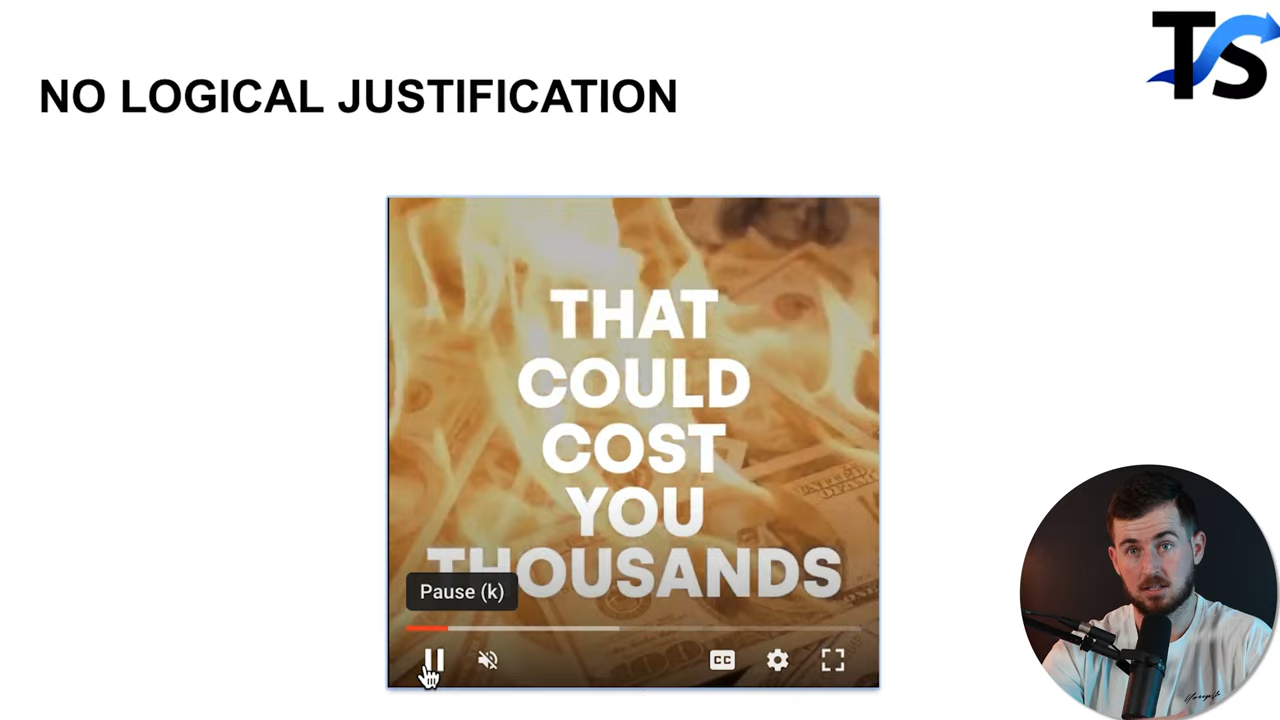 NO LOGICAL JUSTIFICATION
TS
THAT
COULD
COST
YOU
THOUSANDS
Pause (k)
CC